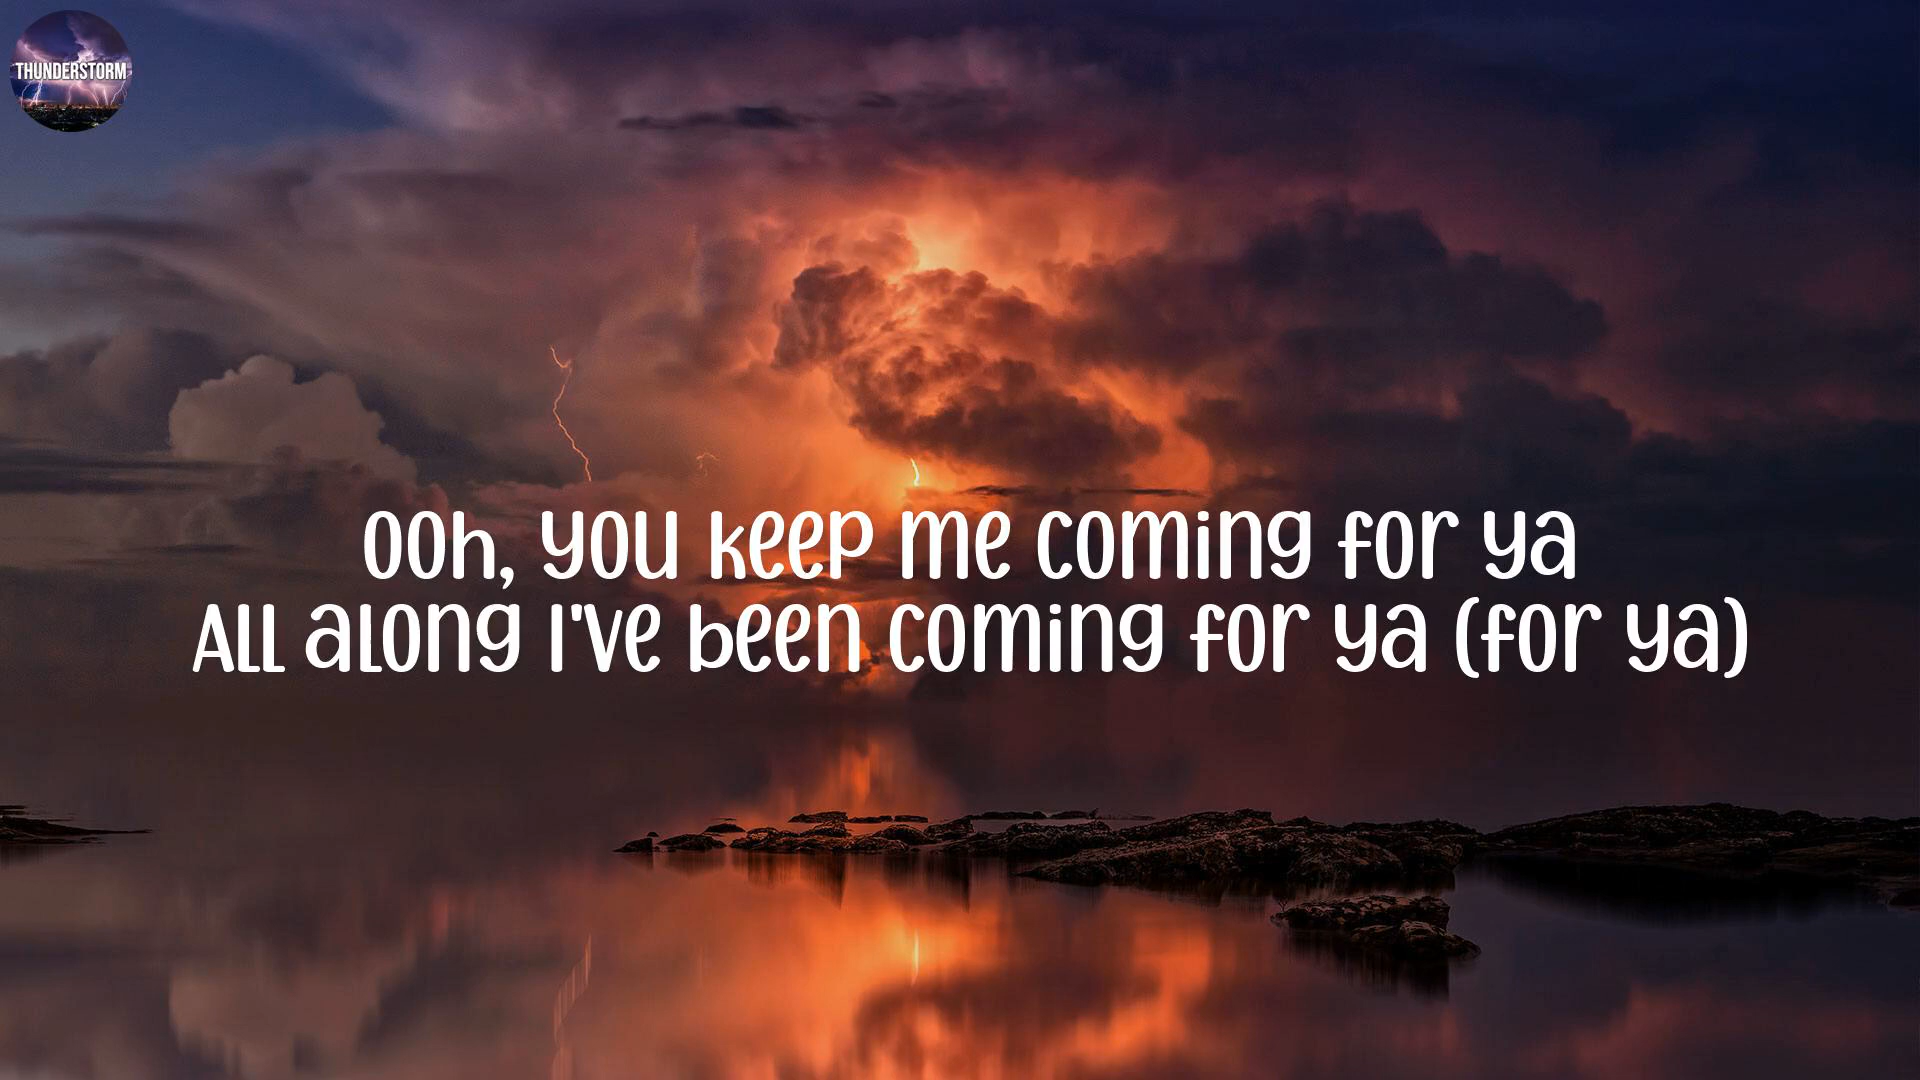 THUNDERSTORM
Ooh, you keep me coming for ya
All along I've been coming for ya (for ya)